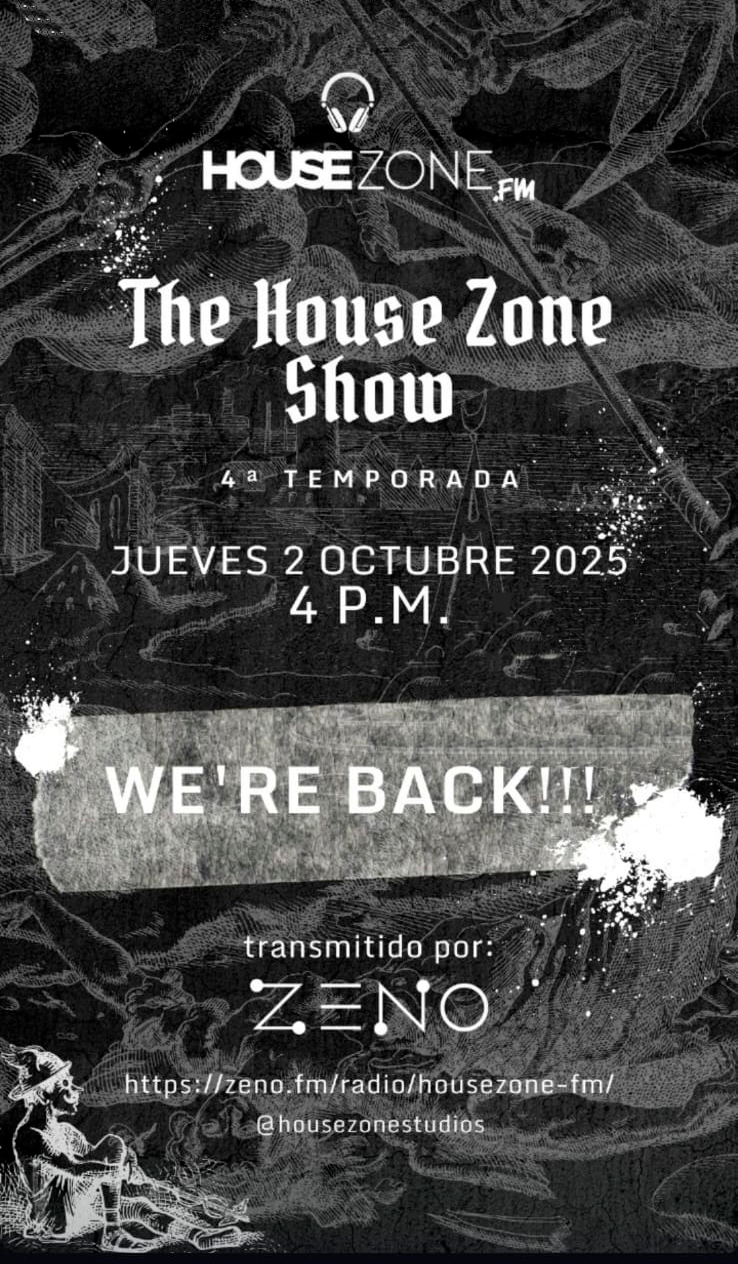 HOUSEZONE.FM
The House Zone
Show
4ª TEMPORADA
JUEVES 2 OCTUBRE 2025
4 P.M.
WE'RE BACK!!!
transmitido por:
ZENO
https://zeno.fm/radio/housezone-fm/
@housezonestudios